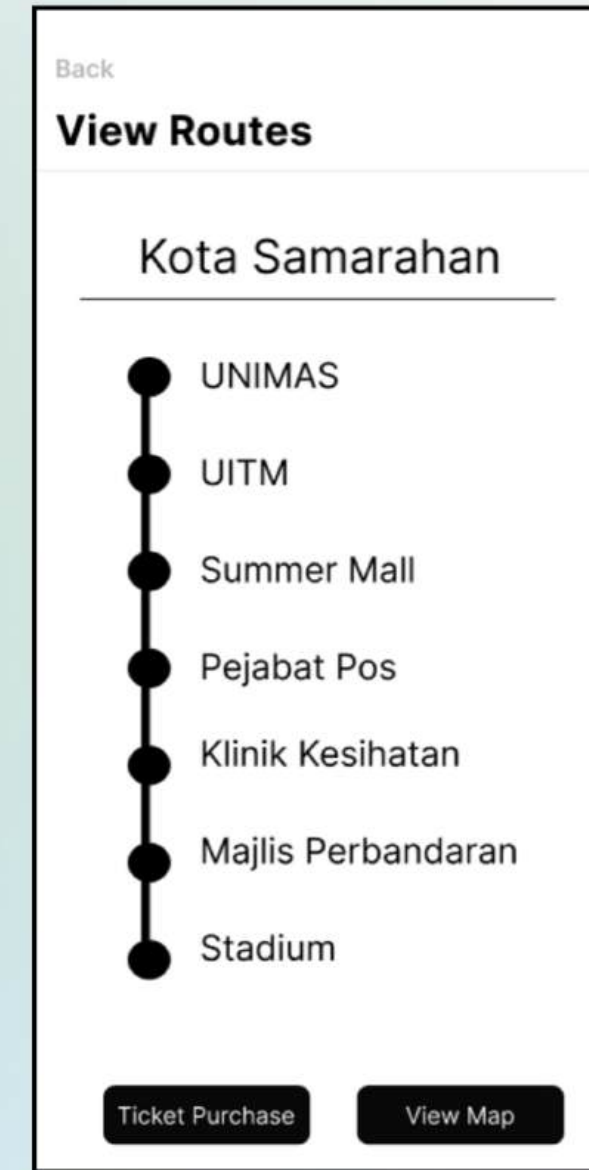 Back
View Routes
Kota Samarahan
UNIMAS
UITM
Summer Mall
Pejabat Pos
Klinik Kesihatan
Majlis Perbandaran
Stadium
Ticket Purchase
View Map